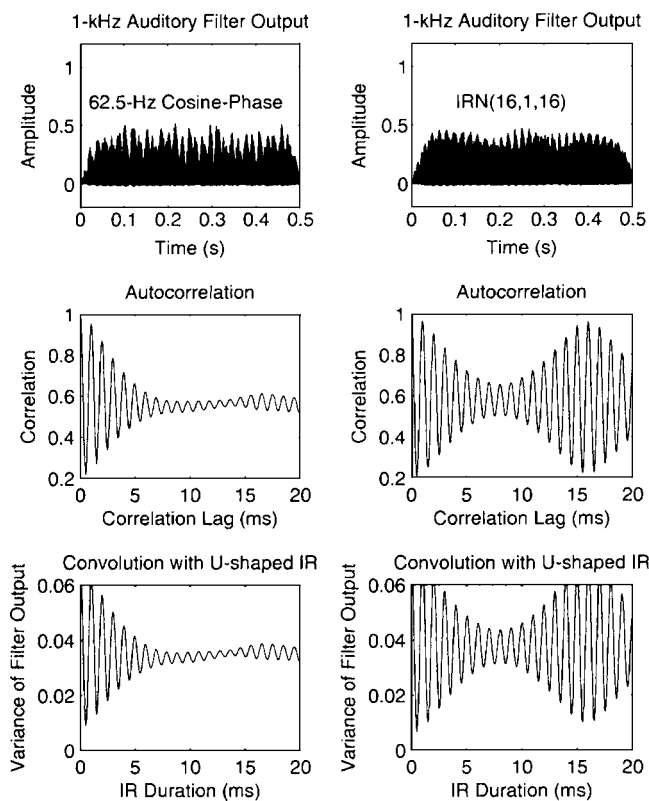 1-kHz Auditory Filter Output
1
0.5
0
Amplitude
62.5-Hz Cosine-Phase
0 0.1 0.2 0.3 0.4 0.5
Time (s)
1-kHz Auditory Filter Output
1
0.5
0
Amplitude
IRN(16,1,16)
0 0.1 0.2 0.3 0.4 0.5
Time (s)
Autocorrelation
1
0.8
0.6
0.4
0.2
Correlation
0 5 10 15 20
Correlation Lag (ms)
Autocorrelation
1
0.8
0.6
0.4
0.2
Correlation
0 5 10 15 20
Correlation Lag (ms)
Convolution with U-shaped IR
0.06
0.04
0.02
0
Variance of Filter Output
0 5 10 15 20
IR Duration (ms)
Convolution with U-shaped IR
0.06
0.04
0.02
0
Variance of Filter Output
0 5 10 15 20
IR Duration (ms)